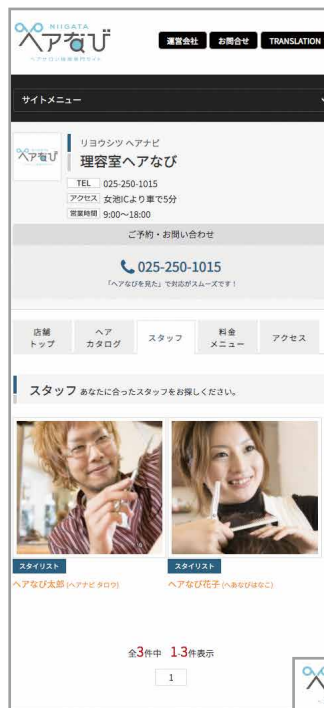 NIIGATA
ヘアなび
ヘアサロン検索専門サイト
運営会社 お問合せ TRANSLATION
サイトメニュー
ヘアなび
リヨウシツ ヘアナビ
理容室ヘアなび
TEL 025-250-1015
アクセス 女池ICより車で5分
営業時間 9:00～18:00
ご予約・お問い合わせ
025-250-1015
「ヘアなびを見た」で対応がスムーズです！
店舗トップ ヘアカタログ スタッフ 料金メニュー アクセス
スタッフ あなたに合ったスタッフをお探しください。
スタイリスト スタイリスト
ヘアなび太郎 (ヘアナビ タロウ) ヘアなび花子 (へあなびはなこ)
全3件中 1-3件表示
1